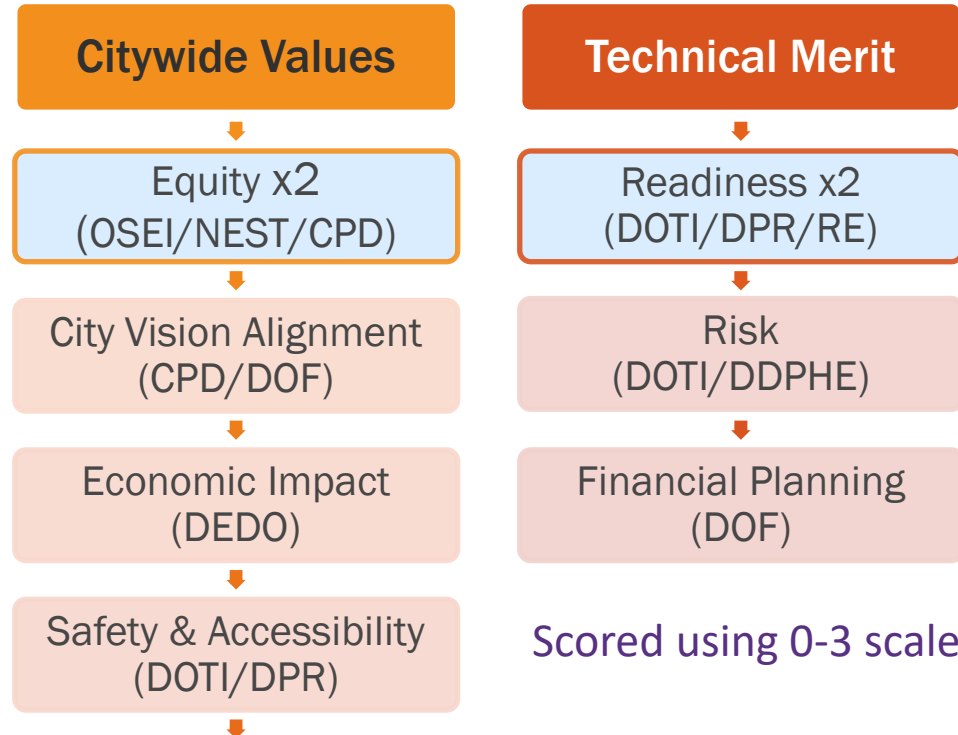 Citywide Values
Equity x2
(OSEI/NEST/CPD)
City Vision Alignment
(CPD/DOF)
Economic Impact
(DEDO)
Safety & Accessibility
(DOTI/DPR)
Technical Merit
Readiness x2
(DOTI/DPR/RE)
Risk
(DOTI/DDPHE)
Financial Planning
(DOF)
Scored using 0-3 scale